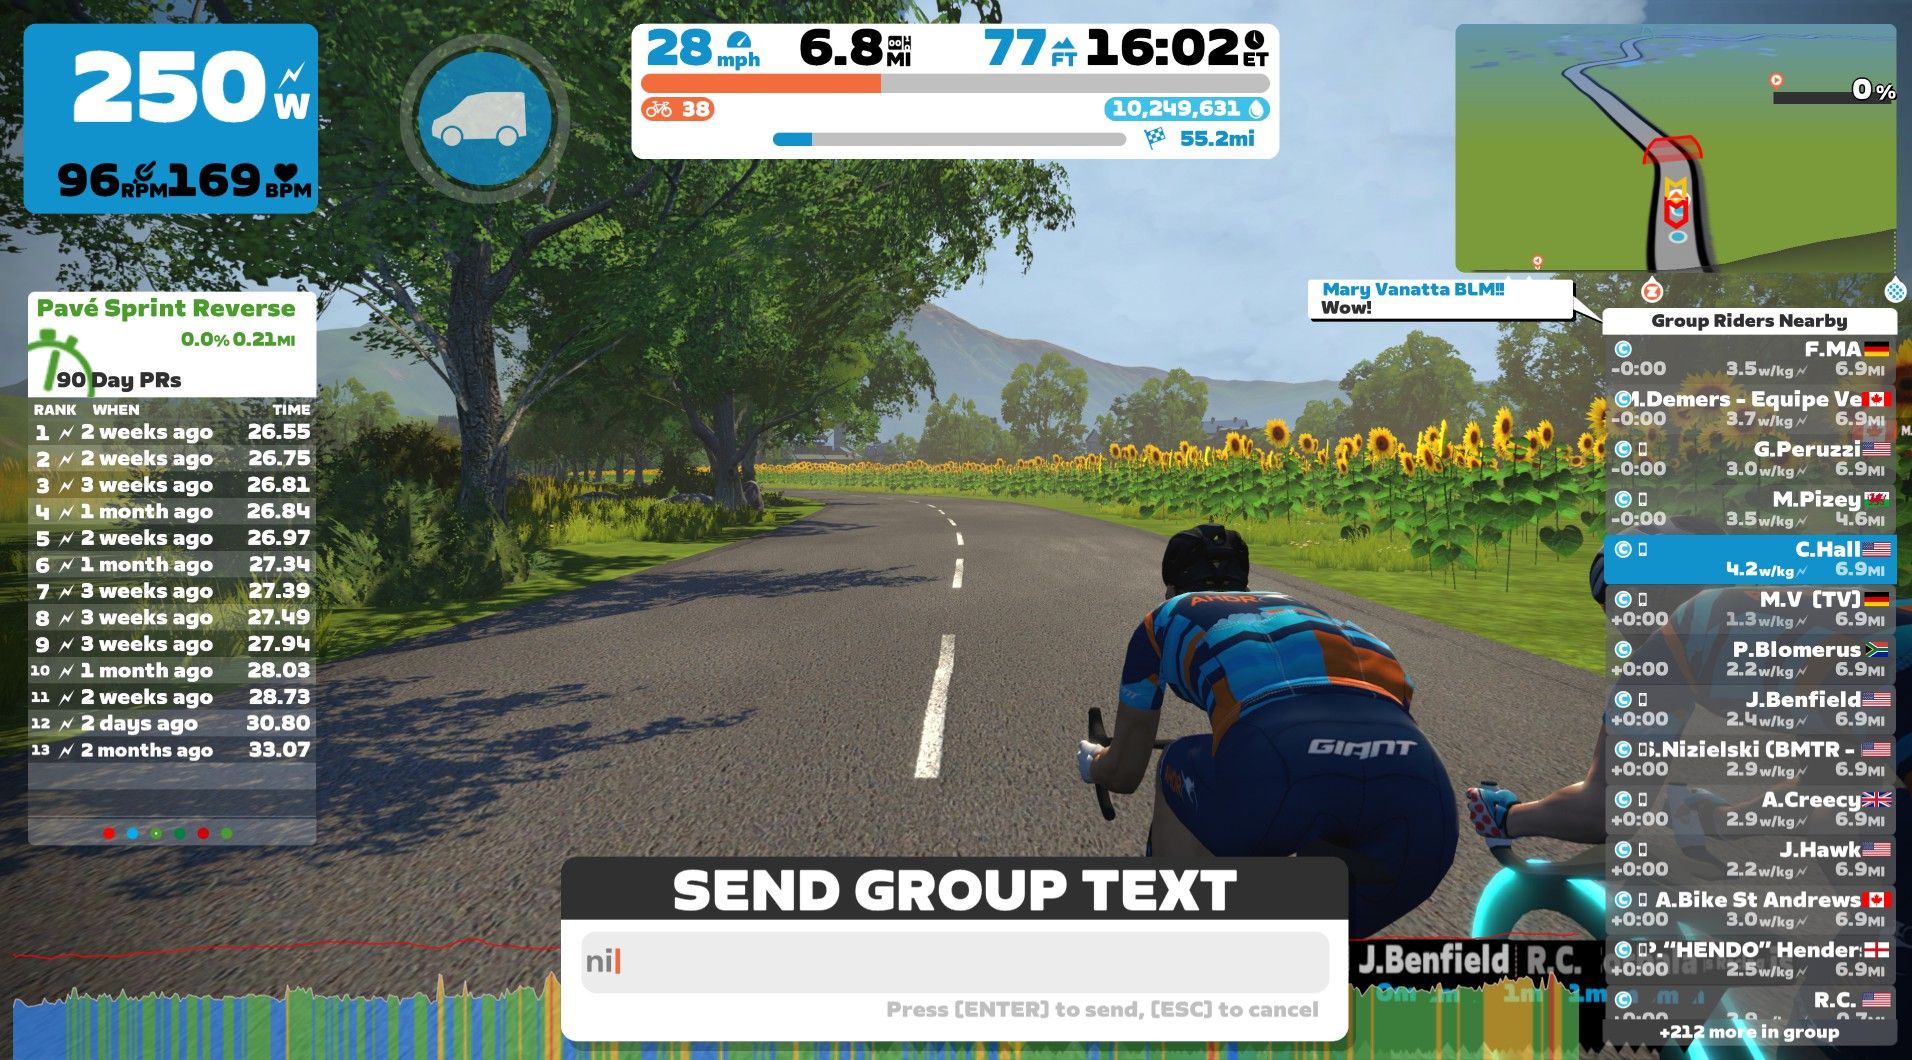 250 W
96 RPM 169 BPM
28 mph 6.8 MI 77 FT 16:02 ET
38 10,249,631
55.2mi
0 %
Pavé Sprint Reverse
0.0% 0.21MI
90 Day PRs
RANK WHEN TIME
1 2 weeks ago 26.55
2 2 weeks ago 26.75
3 3 weeks ago 26.81
4 1 month ago 26.84
5 2 weeks ago 26.97
6 1 month ago 27.34
7 3 weeks ago 27.39
8 3 weeks ago 27.49
9 3 weeks ago 27.94
10 1 month ago 28.03
11 2 weeks ago 28.73
12 2 days ago 30.80
13 2 months ago 33.07
Mary Vanatta BLM!!
Wow!
Group Riders Nearby
C F.MA
-0:00 3.5w/kg 6.9MI
C M.Demers - Equipe Ve
-0:00 3.7w/kg 6.9MI
C G.Peruzzi
-0:00 3.0w/kg 6.9MI
C M.Pizey
-0:00 3.5w/kg 4.6MI
C C.Hall
4.2w/kg 6.9MI
C M.V (TV)
+0:00 1.3w/kg 6.9MI
C P.Blomerus
+0:00 2.2w/kg 6.9MI
C J.Benfield
+0:00 2.4w/kg 6.9MI
C .Nizielski (BMTR -
+0:00 2.9w/kg 6.9MI
C A.Creecy
+0:00 2.9w/kg 6.9MI
C J.Hawk
+0:00 2.2w/kg 6.9MI
C A.Bike St Andrews
+0:00 3.0w/kg 6.9MI
C P."HENDO" Hender
+0:00 2.5w/kg 6.9MI
C R.C.
+212 more in group
GIANT
SEND GROUP TEXT
ni
Press [ENTER] to send, [ESC] to cancel
J.Benfield R.C.